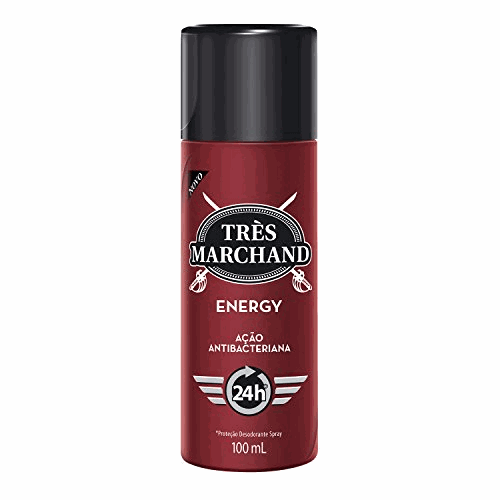 NOVO
TRÈS
MARCHAND
ENERGY
AÇÃO
ANTIBACTERIANA
24h*
*Proteção Desodorante Spray
100 mL